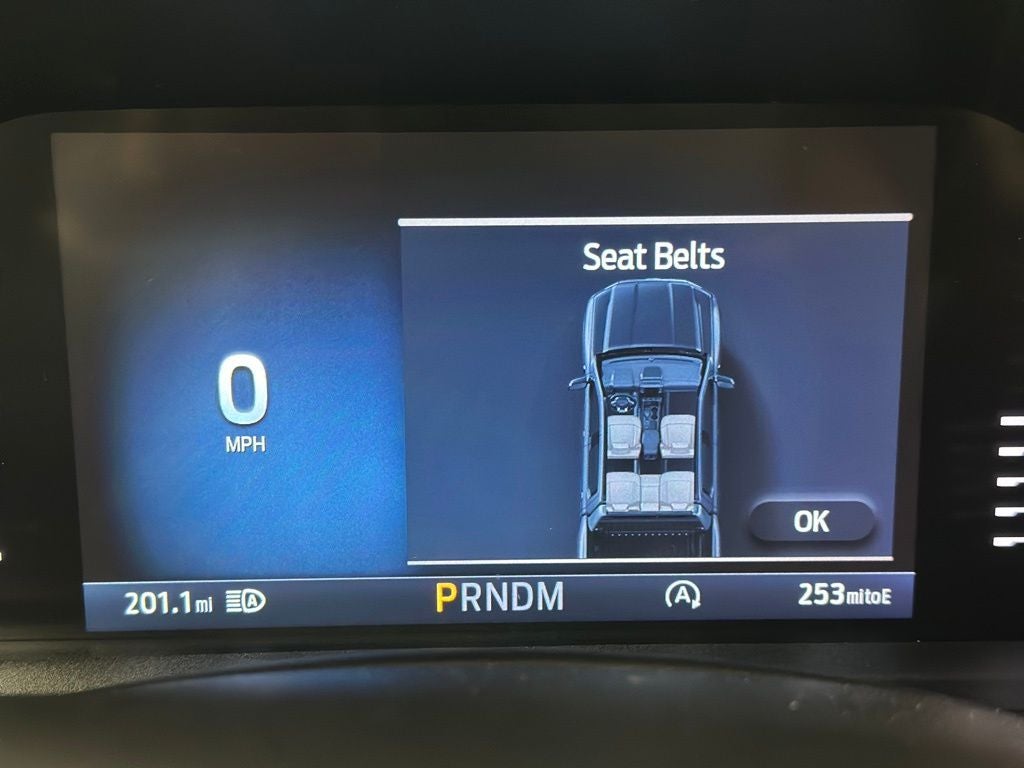 Seat Belts
0
MPH
OK
201.1 mi A PRNDM A 253 mitoE